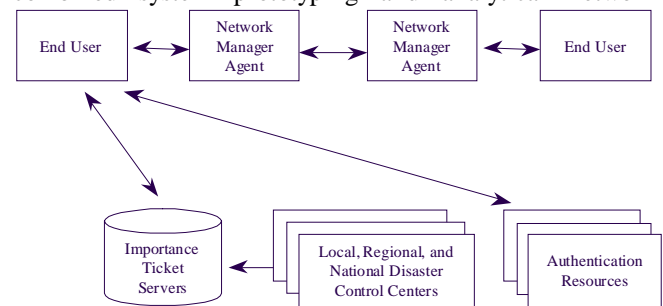 End User
Network
Manager
Agent
Network
Manager
Agent
End User
Importance
Ticket
Servers
Local, Regional, and
National Disaster
Control Centers
Authentication
Resources